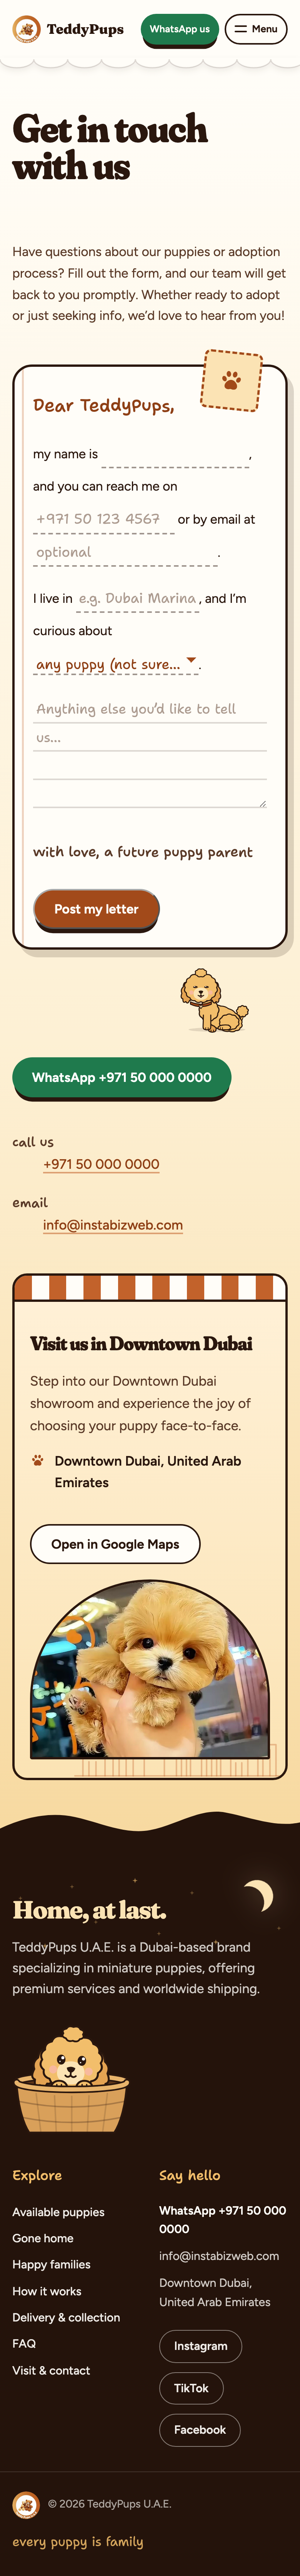 TeddyPups
WhatsApp us
Menu
Get in touch
with us
Have questions about our puppies or adoption
process? Fill out the form, and our team will get
back to you promptly. Whether ready to adopt
or just seeking info, we’d love to hear from you!
Dear TeddyPups,
my name is ,
and you can reach me on
+971 50 123 4567 or by email at
optional .
I live in e.g. Dubai Marina , and I’m
curious about
any puppy (not sure... .
Anything else you’d like to tell
us...
with love, a future puppy parent
Post my letter
WhatsApp +971 50 000 0000
call us
+971 50 000 0000
email
info@instabizweb.com
Visit us in Downtown Dubai
Step into our Downtown Dubai
showroom and experience the joy of
choosing your puppy face-to-face.
Downtown Dubai, United Arab
Emirates
Open in Google Maps
Home, at last.
TeddyPups U.A.E. is a Dubai-based brand
specializing in miniature puppies, offering
premium services and worldwide shipping.
Explore
Available puppies
Gone home
Happy families
How it works
Delivery & collection
FAQ
Visit & contact
Say hello
WhatsApp +971 50 000
0000
info@instabizweb.com
Downtown Dubai,
United Arab Emirates
Instagram
TikTok
Facebook
© 2026 TeddyPups U.A.E.
every puppy is family